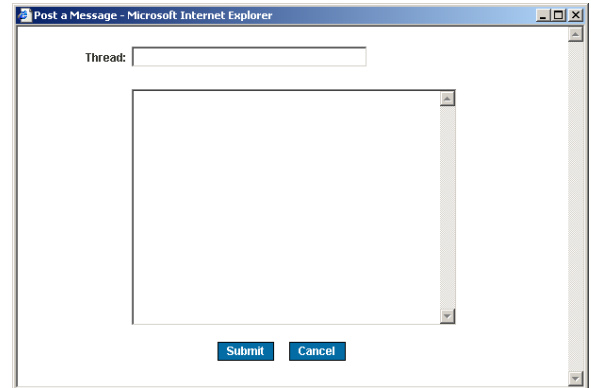 Post a Message - Microsoft Internet Explorer
Thread:
Submit Cancel